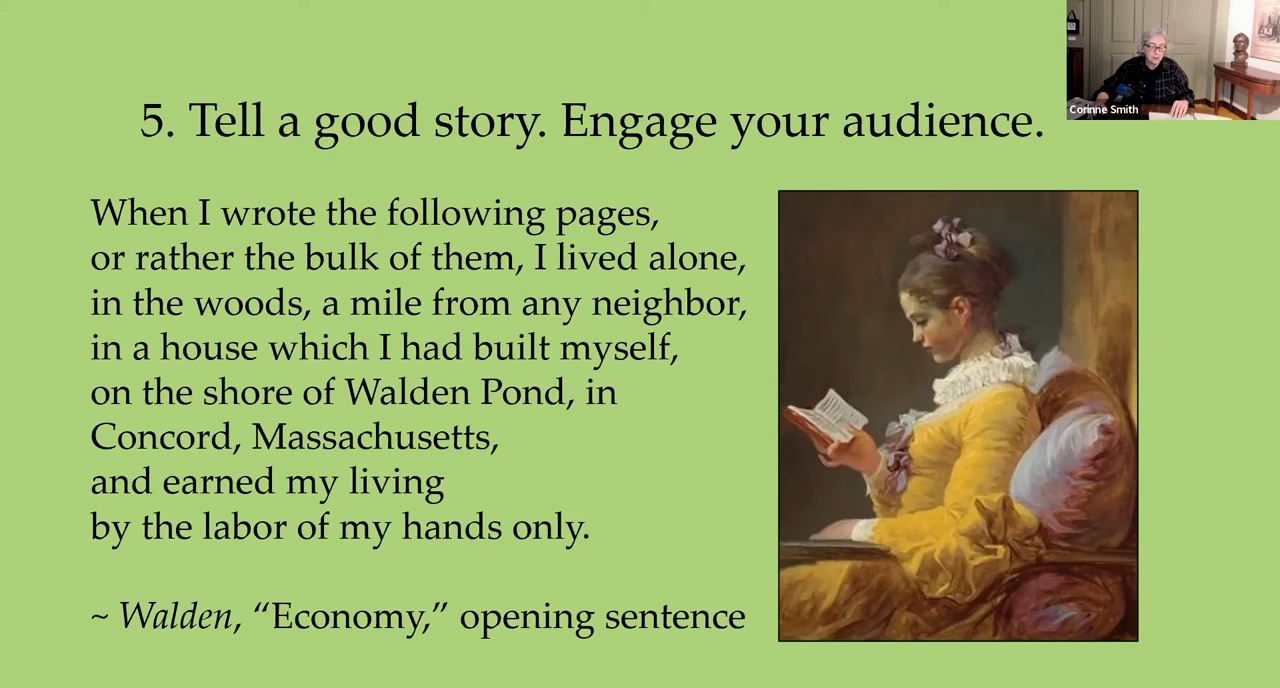 5. Tell a good story. Engage your audience.
Corinne Smith
When I wrote the following pages,
or rather the bulk of them, I lived alone,
in the woods, a mile from any neighbor,
in a house which I had built myself,
on the shore of Walden Pond, in
Concord, Massachusetts,
and earned my living
by the labor of my hands only.
~ Walden, “Economy,” opening sentence